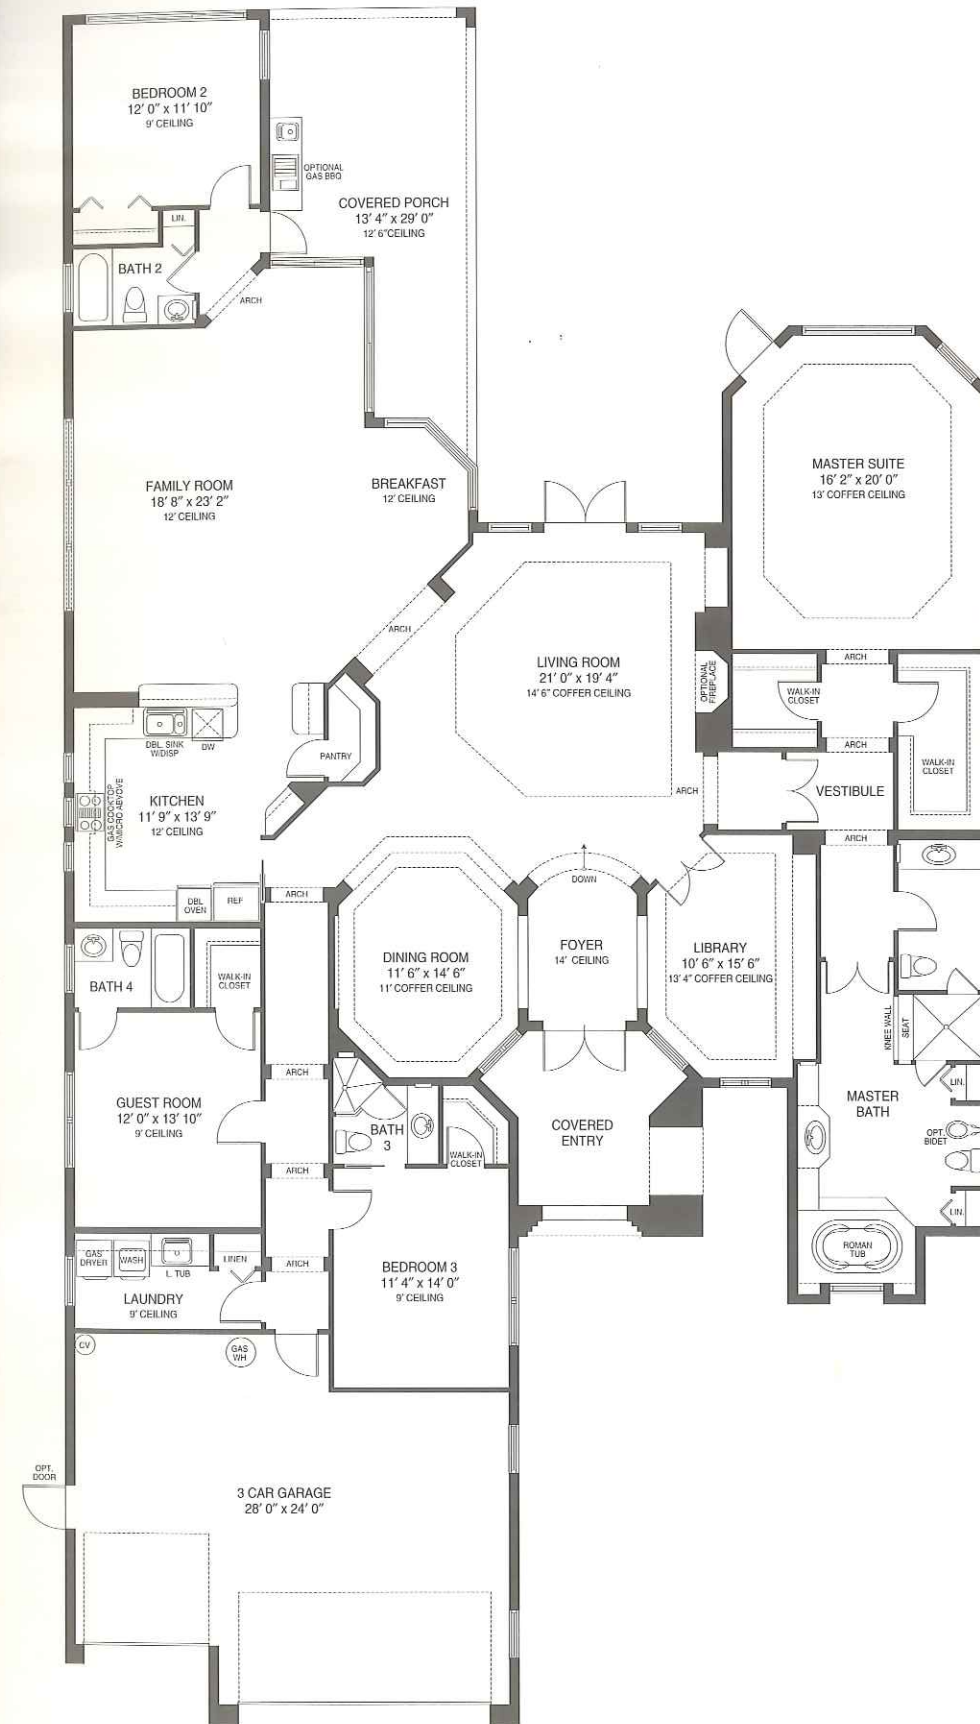 BEDROOM 2
12' 0" x 11' 10"
9' CEILING
OPTIONAL
GAS BBQ
COVERED PORCH
13' 4" x 29' 0"
12' 6"CEILING
LIN.
BATH 2
ARCH
MASTER SUITE
16' 2" x 20' 0"
13' COFFER CEILING
FAMILY ROOM
18' 8" x 23' 2"
12' CEILING
BREAKFAST
12' CEILING
ARCH
LIVING ROOM
21' 0" x 19' 4"
14' 6" COFFER CEILING
OPTIONAL
FIREPLACE
ARCH
WALK-IN
CLOSET
ARCH
WALK-IN
CLOSET
DBL. SINK
W/DISP
DW
PANTRY
KITCHEN
11' 9" x 13' 9"
12' CEILING
GAS COOKTOP
W/MICRO ABVOVE
ARCH
VESTIBULE
ARCH
DBL
OVEN
REF
ARCH
DOWN
DINING ROOM
11' 6" x 14' 6"
11' COFFER CEILING
FOYER
14' CEILING
LIBRARY
10' 6" x 15' 6"
13' 4" COFFER CEILING
BATH 4
WALK-IN
CLOSET
KNEE WALL
SEAT
ARCH
GUEST ROOM
12' 0" x 13' 10"
9' CEILING
BATH
3
WALK-IN
CLOSET
COVERED
ENTRY
MASTER
BATH
LIN.
OPT.
BIDET
LIN.
ARCH
ROMAN
TUB
GAS
DRYER
WASH
L. TUB
LINEN
ARCH
LAUNDRY
9' CEILING
BEDROOM 3
11' 4" x 14' 0"
9' CEILING
CV
GAS
WH
OPT.
DOOR
3 CAR GARAGE
28' 0" x 24' 0"